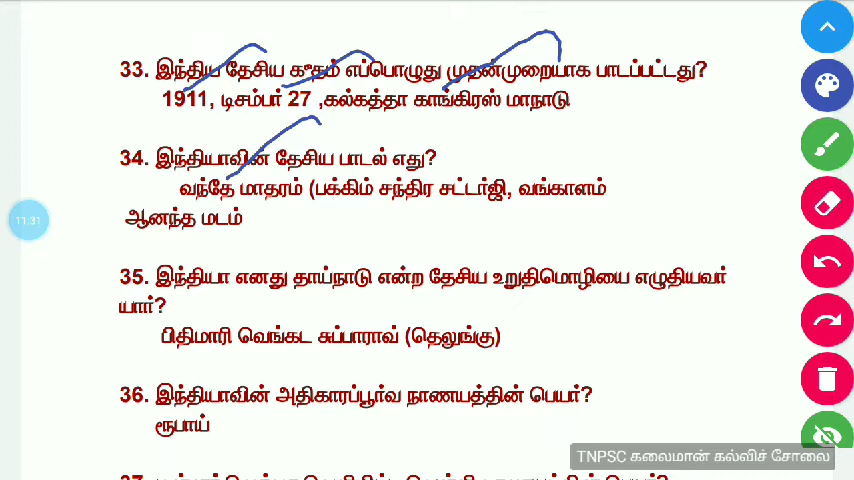 33. இந்திய தேசிய கீதம் எப்பொழுது முதன்முறையாக பாடப்பட்டது?
1911, டிசம்பர் 27 ,கல்கத்தா காங்கிரஸ் மாநாடு
34. இந்தியாவின் தேசிய பாடல் எது?
வந்தே மாதரம் (பக்கிம் சந்திர சட்டர்ஜி, வங்காளம்
ஆனந்த மடம்
11:31
35. இந்தியா எனது தாய்நாடு என்ற தேசிய உறுதிமொழியை எழுதியவர்
யார்?
பிதிமாரி வெங்கட சுப்பாராவ் (தெலுங்கு)
36. இந்தியாவின் அதிகாரப்பூர்வ நாணயத்தின் பெயர்?
ரூபாய்
TNPSC கலைமான் கல்விச் சோலை